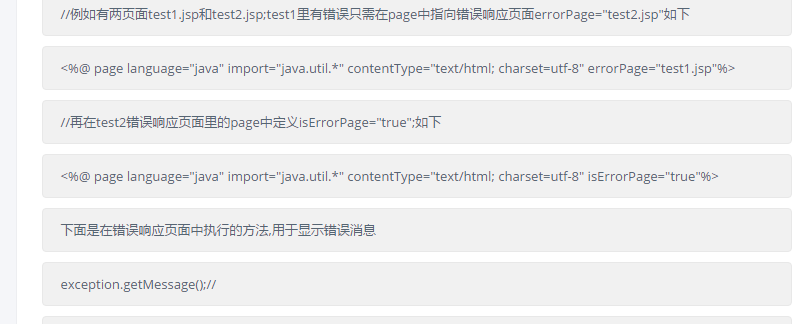 //例如有两页面test1.jsp和test2.jsp;test1里有错误只需在page中指向错误响应页面errorPage="test2.jsp"如下
<%@ page language="java" import="java.util.*" contentType="text/html; charset=utf-8" errorPage="test1.jsp"%>
//再在test2错误响应页面里的page中定义isErrorPage="true";如下
<%@ page language="java" import="java.util.*" contentType="text/html; charset=utf-8" isErrorPage="true"%>
下面是在错误响应页面中执行的方法,用于显示错误消息
exception.getMessage();//